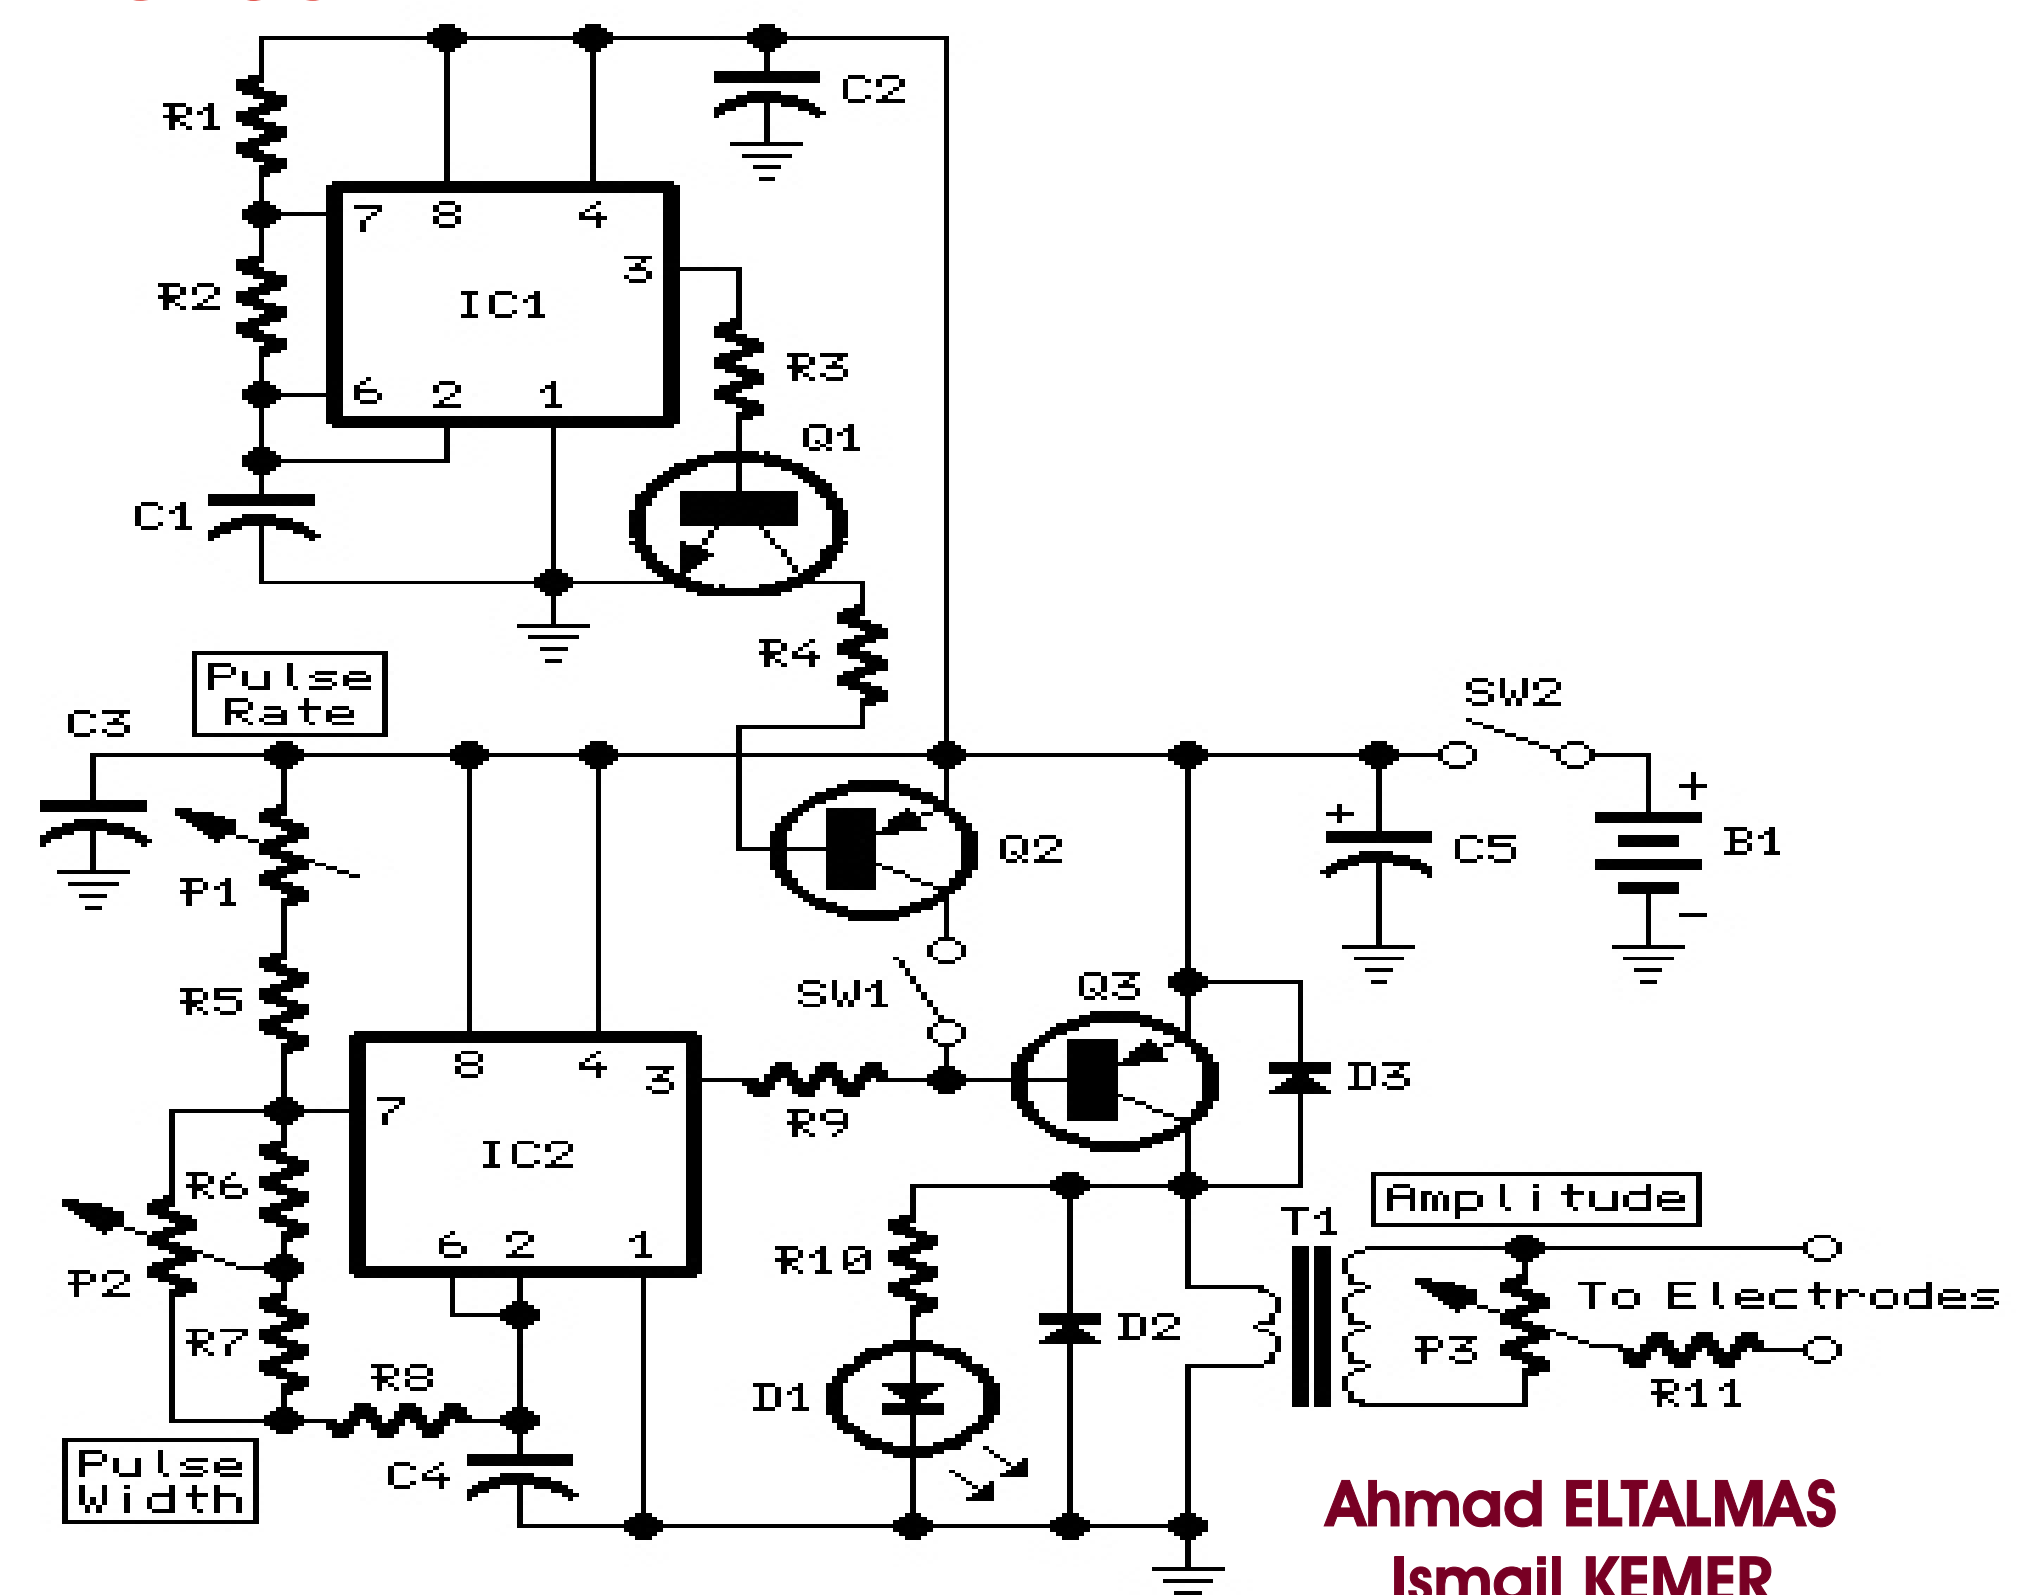 C2
R1
7 8 4
3
R2
IC1
R3
6 2 1
Q1
C1
R4
Pulse
Rate
SW2
C3
+
+
Q2
C5
B1
P1
−
SW1
Q3
R5
8 4 3
D3
7
R9
IC2
R6
Amplitude
T1
6 2 1
R10
P2
To Electrodes
D2
R7
P3
R8
D1
R11
Pulse
Width
C4
Ahmad ELTALMAS
Ismail KEMER